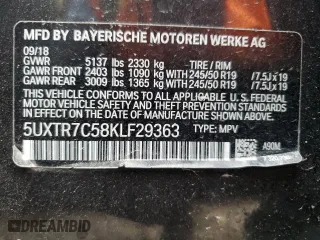 MFD BY BAYERISCHE MOTOREN WERKE AG
09/18
GVWR 5137 lbs 2330 kg TIRE / RIM
GAWR FRONT 2403 lbs 1090 kg 245/50 R19 / 7.5J x 19
GAWR REAR 3009 lbs 1365 kg 245/50 R19 / 7.5J x 19
THIS VEHICLE CONFORMS TO ALL APPLICABLE U.S. FEDERAL MOTOR
VEHICLE SAFETY AND THEFT PREVENTION STANDARDS IN EFFECT
ON THE DATE OF MANUFACTURE SHOWN ABOVE.
5UXTR7C58KLF29363 TYPE: MPV
A90M
DREAMBID